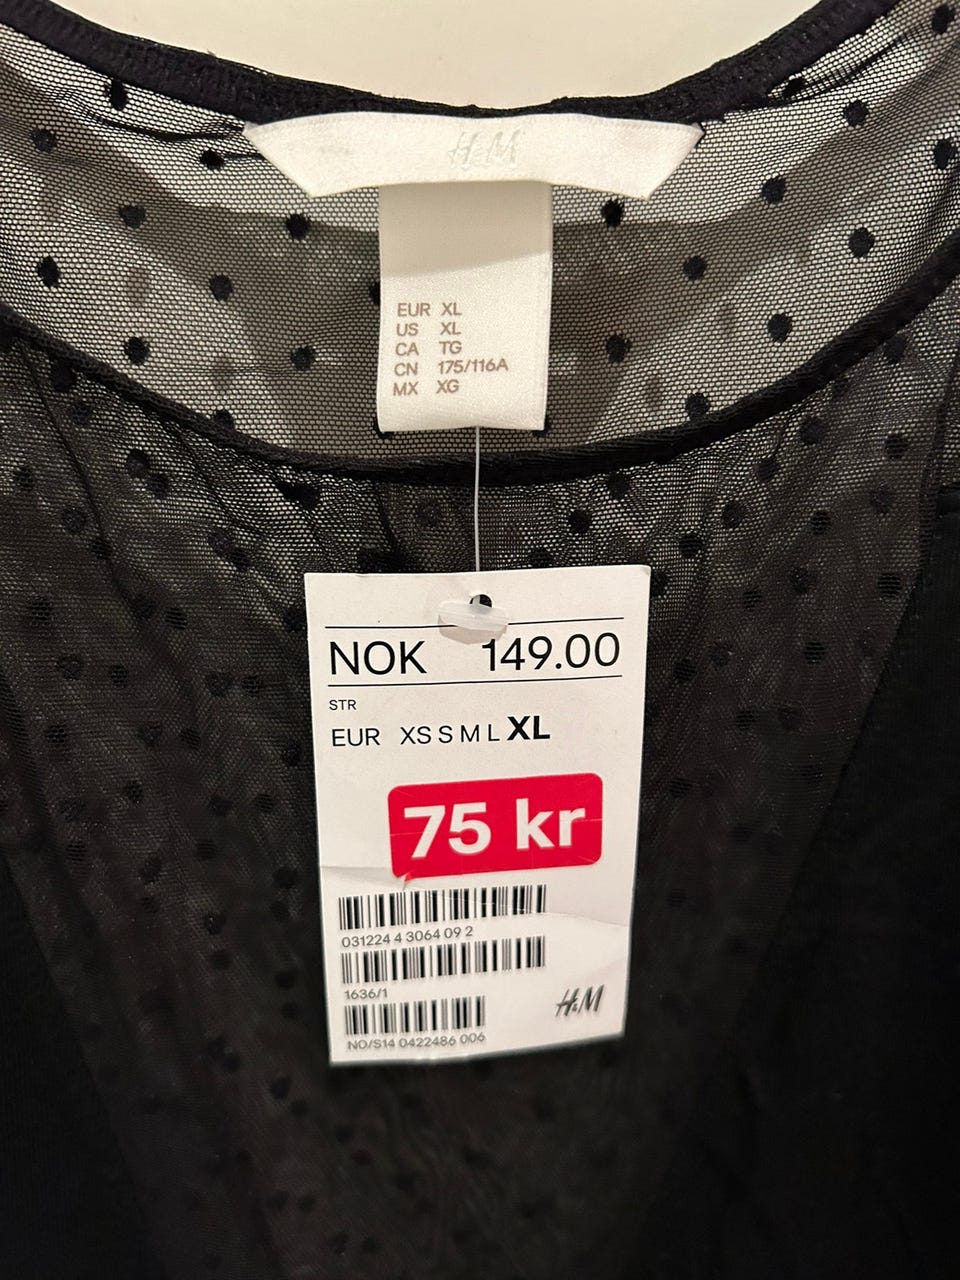 H&M
EUR XL
US XL
CA TG
CN 175/116A
MX XG
NOK 149.00
STR
EUR XS S M L XL
75 kr
031224 4 3064 09 2
1636/1
H&M
NO/S14 0422486 006